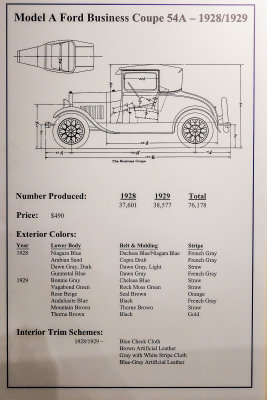 Model A Ford Business Coupe 54A – 1928/1929
The Business Coupe
Number Produced: 1928 1929 Total
37,601 38,577 76,178
Price: $490
Exterior Colors:
Year Lower Body Belt & Molding Stripe
1928 Niagara Blue Duchess Blue/Niagara Blue French Gray
Arabian Sand Copra Drab French Gray
Dawn Gray, Dark Dawn Gray, Light Straw
Gunmetal Blue Dawn Gray French Gray
1929 Bonnie Gray Chelsea Blue Straw
Vagabond Green Rock Moss Green Straw
Rose Beige Seal Brown Orange
Andalusite Blue Black French Gray
Mountain Brown Thorne Brown Straw
Thorne Brown Black Gold
Interior Trim Schemes:
1928/1929 – Blue Check Cloth
Brown Artificial Leather
Gray with White Stripe Cloth
Blue-Gray Artificial Leather